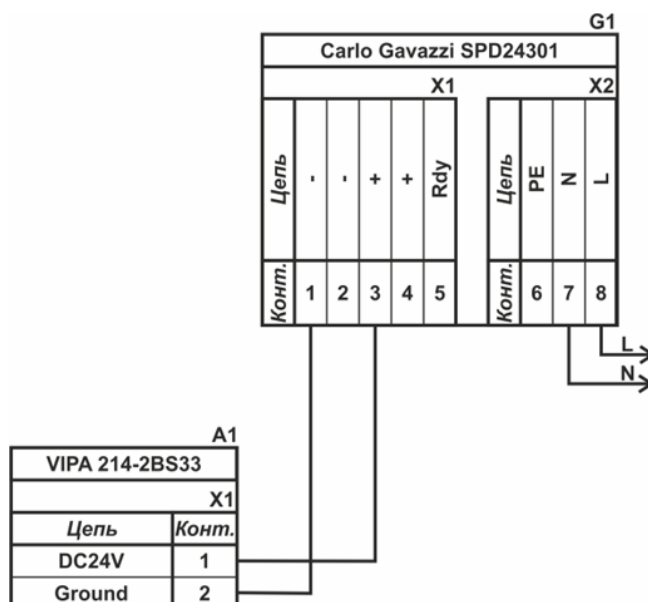 G1
Carlo Gavazzi SPD24301
X1 X2
Цепь - - + + Rdy Цепь PE N L
Конт. 1 2 3 4 5 Конт. 6 7 8
L
N
A1
VIPA 214-2BS33
X1
Цепь Конт.
DC24V 1
Ground 2